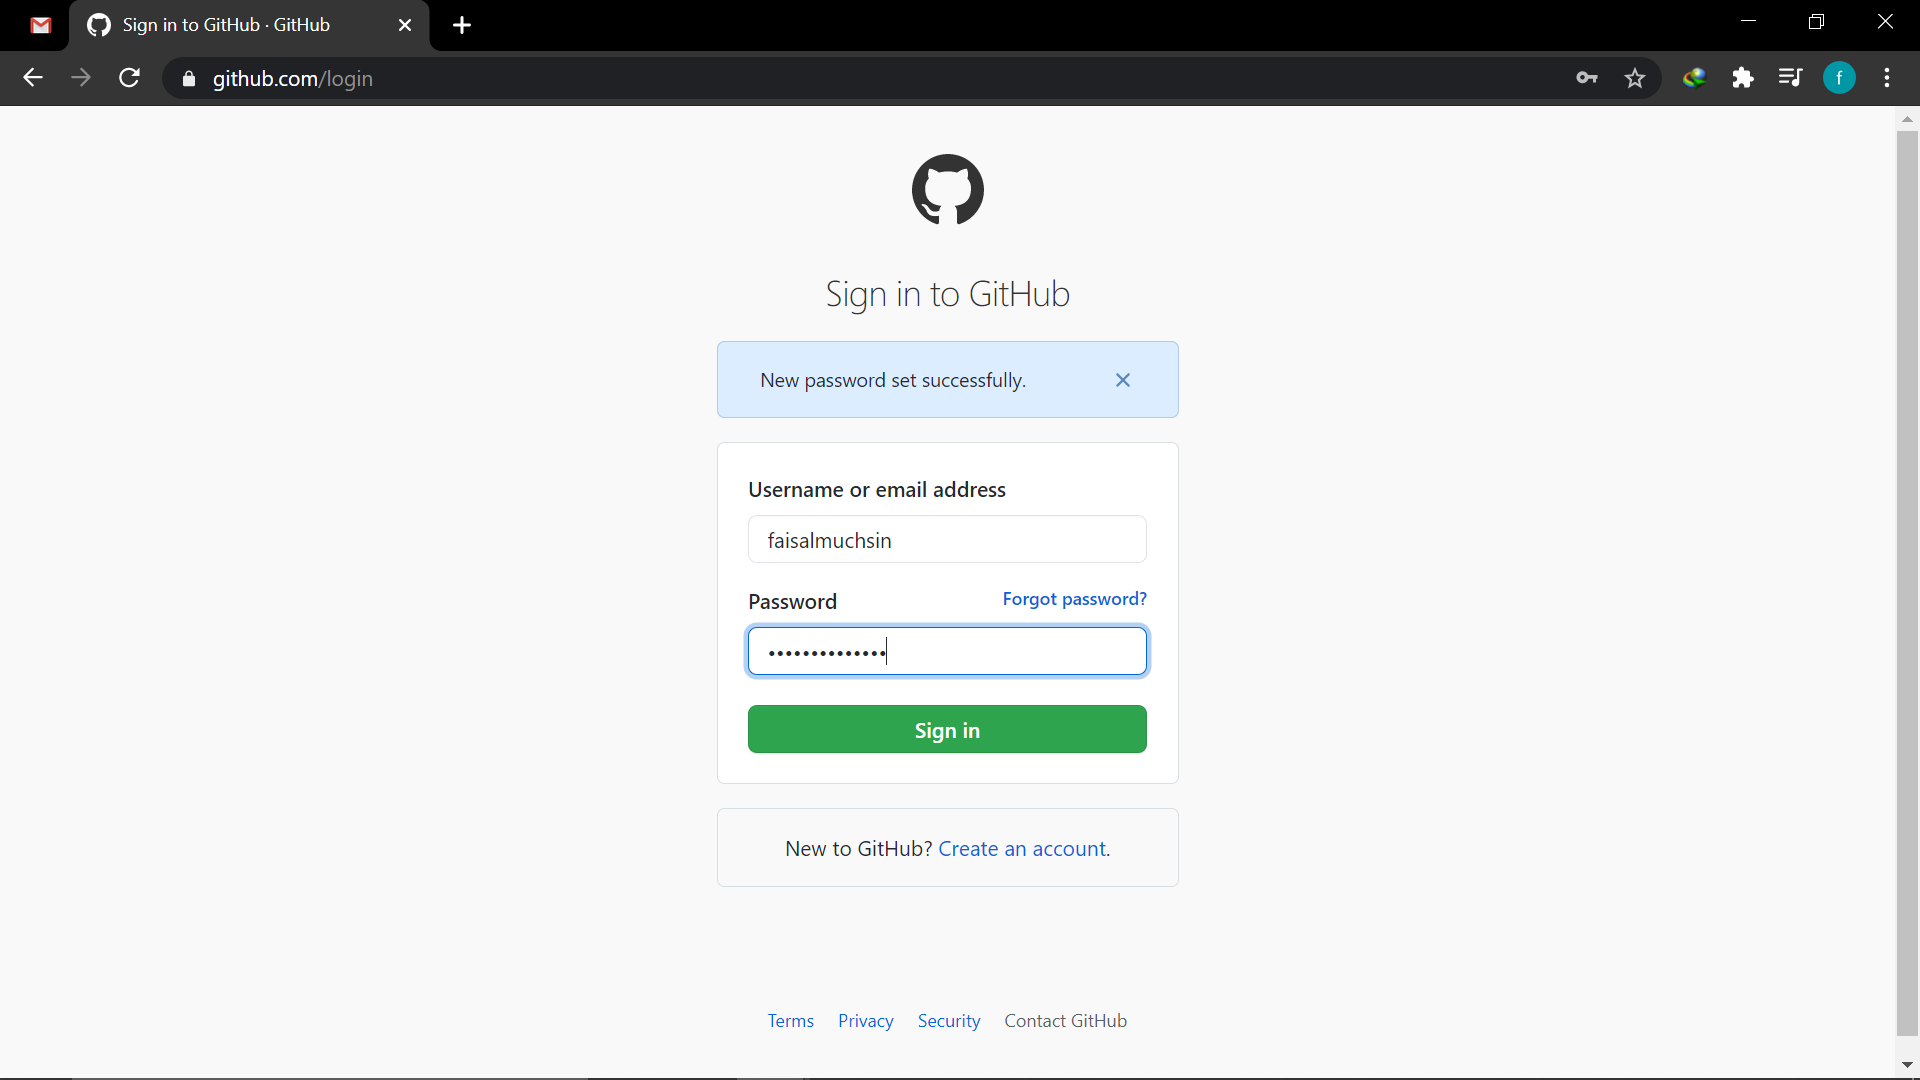 Sign in to GitHub · GitHub
github.com/login
f
Sign in to GitHub
New password set successfully.
Username or email address
faisalmuchsin
Password Forgot password?
••••••••••••••
Sign in
New to GitHub? Create an account.
Terms Privacy Security Contact GitHub